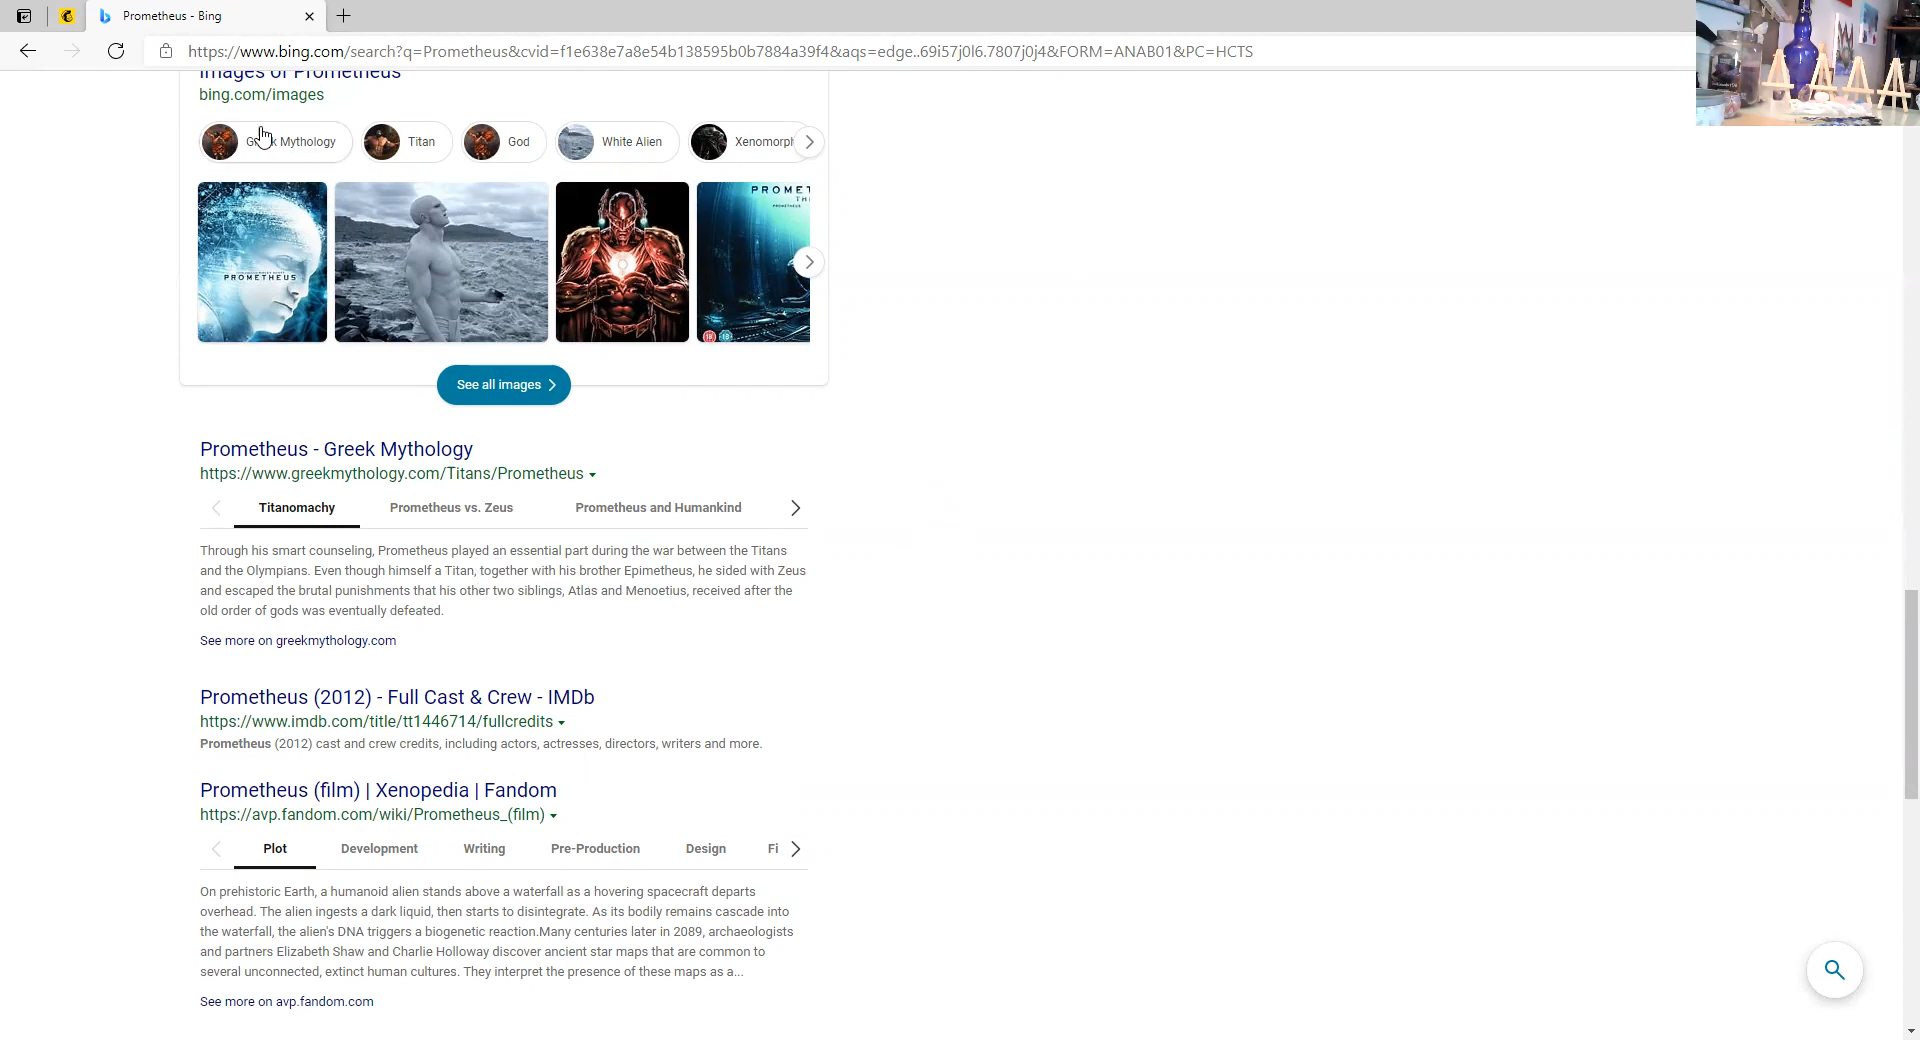 Prometheus - Bing
https://www.bing.com/search?q=Prometheus&cvid=f1e638e7a8e54b138595b0b7884a39f4&aqs=edge..69i57j0l6.7807j0j4&FORM=ANAB01&PC=HCTS
Images of Prometheus
bing.com/images
Mythology
Titan
God
White Alien
Xenomorph
PROMETHEUS
PROMET
TH
PROMETHEUS
18
See all images
Prometheus - Greek Mythology
https://www.greekmythology.com/Titans/Prometheus
Titanomachy
Prometheus vs. Zeus
Prometheus and Humankind
Through his smart counseling, Prometheus played an essential part during the war between the Titans
and the Olympians. Even though himself a Titan, together with his brother Epimetheus, he sided with Zeus
and escaped the brutal punishments that his other two siblings, Atlas and Menoetius, received after the
old order of gods was eventually defeated.
See more on greekmythology.com
Prometheus (2012) - Full Cast & Crew - IMDb
https://www.imdb.com/title/tt1446714/fullcredits
Prometheus (2012) cast and crew credits, including actors, actresses, directors, writers and more.
Prometheus (film) | Xenopedia | Fandom
https://avp.fandom.com/wiki/Prometheus_(film)
Plot
Development
Writing
Pre-Production
Design
Fi
On prehistoric Earth, a humanoid alien stands above a waterfall as a hovering spacecraft departs
overhead. The alien ingests a dark liquid, then starts to disintegrate. As its bodily remains cascade into
the waterfall, the alien's DNA triggers a biogenetic reaction.Many centuries later in 2089, archaeologists
and partners Elizabeth Shaw and Charlie Holloway discover ancient star maps that are common to
several unconnected, extinct human cultures. They interpret the presence of these maps as a...
See more on avp.fandom.com